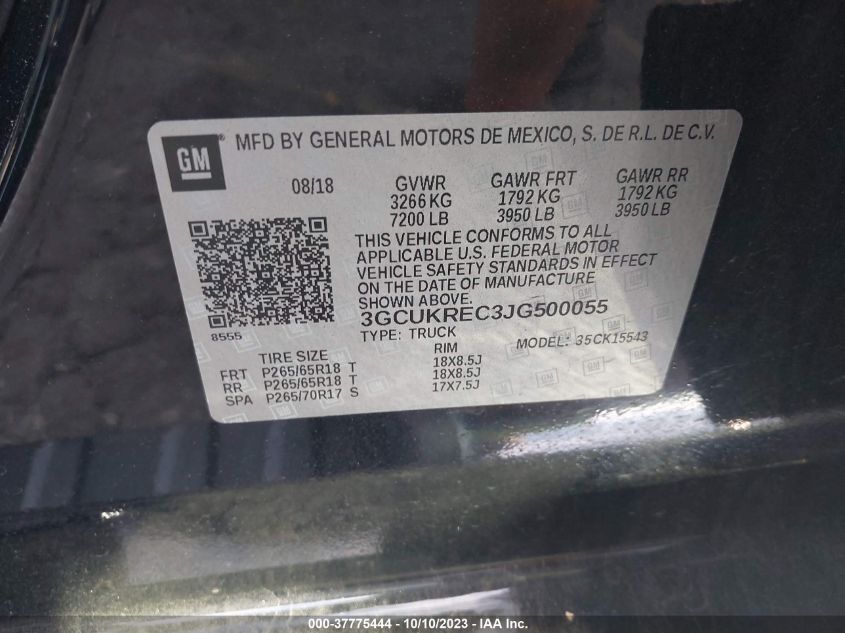 GM ® MFD BY GENERAL MOTORS DE MEXICO, S. DE R.L. DE C.V.
08/18 GVWR GAWR FRT GAWR RR
3266 KG 1792 KG 1792 KG
7200 LB 3950 LB 3950 LB
THIS VEHICLE CONFORMS TO ALL
APPLICABLE U.S. FEDERAL MOTOR
VEHICLE SAFETY STANDARDS IN EFFECT
ON THE DATE OF MANUFACTURE
SHOWN ABOVE.
8555
3GCUKREC3JG500055
TYPE: TRUCK MODEL: 35CK15543
TIRE SIZE RIM
FRT P265/65R18 T 18X8.5J
RR P265/65R18 T 18X8.5J
SPA P265/70R17 S 17X7.5J
© - 37775444 - 10/10/2023 - IAA Inc.